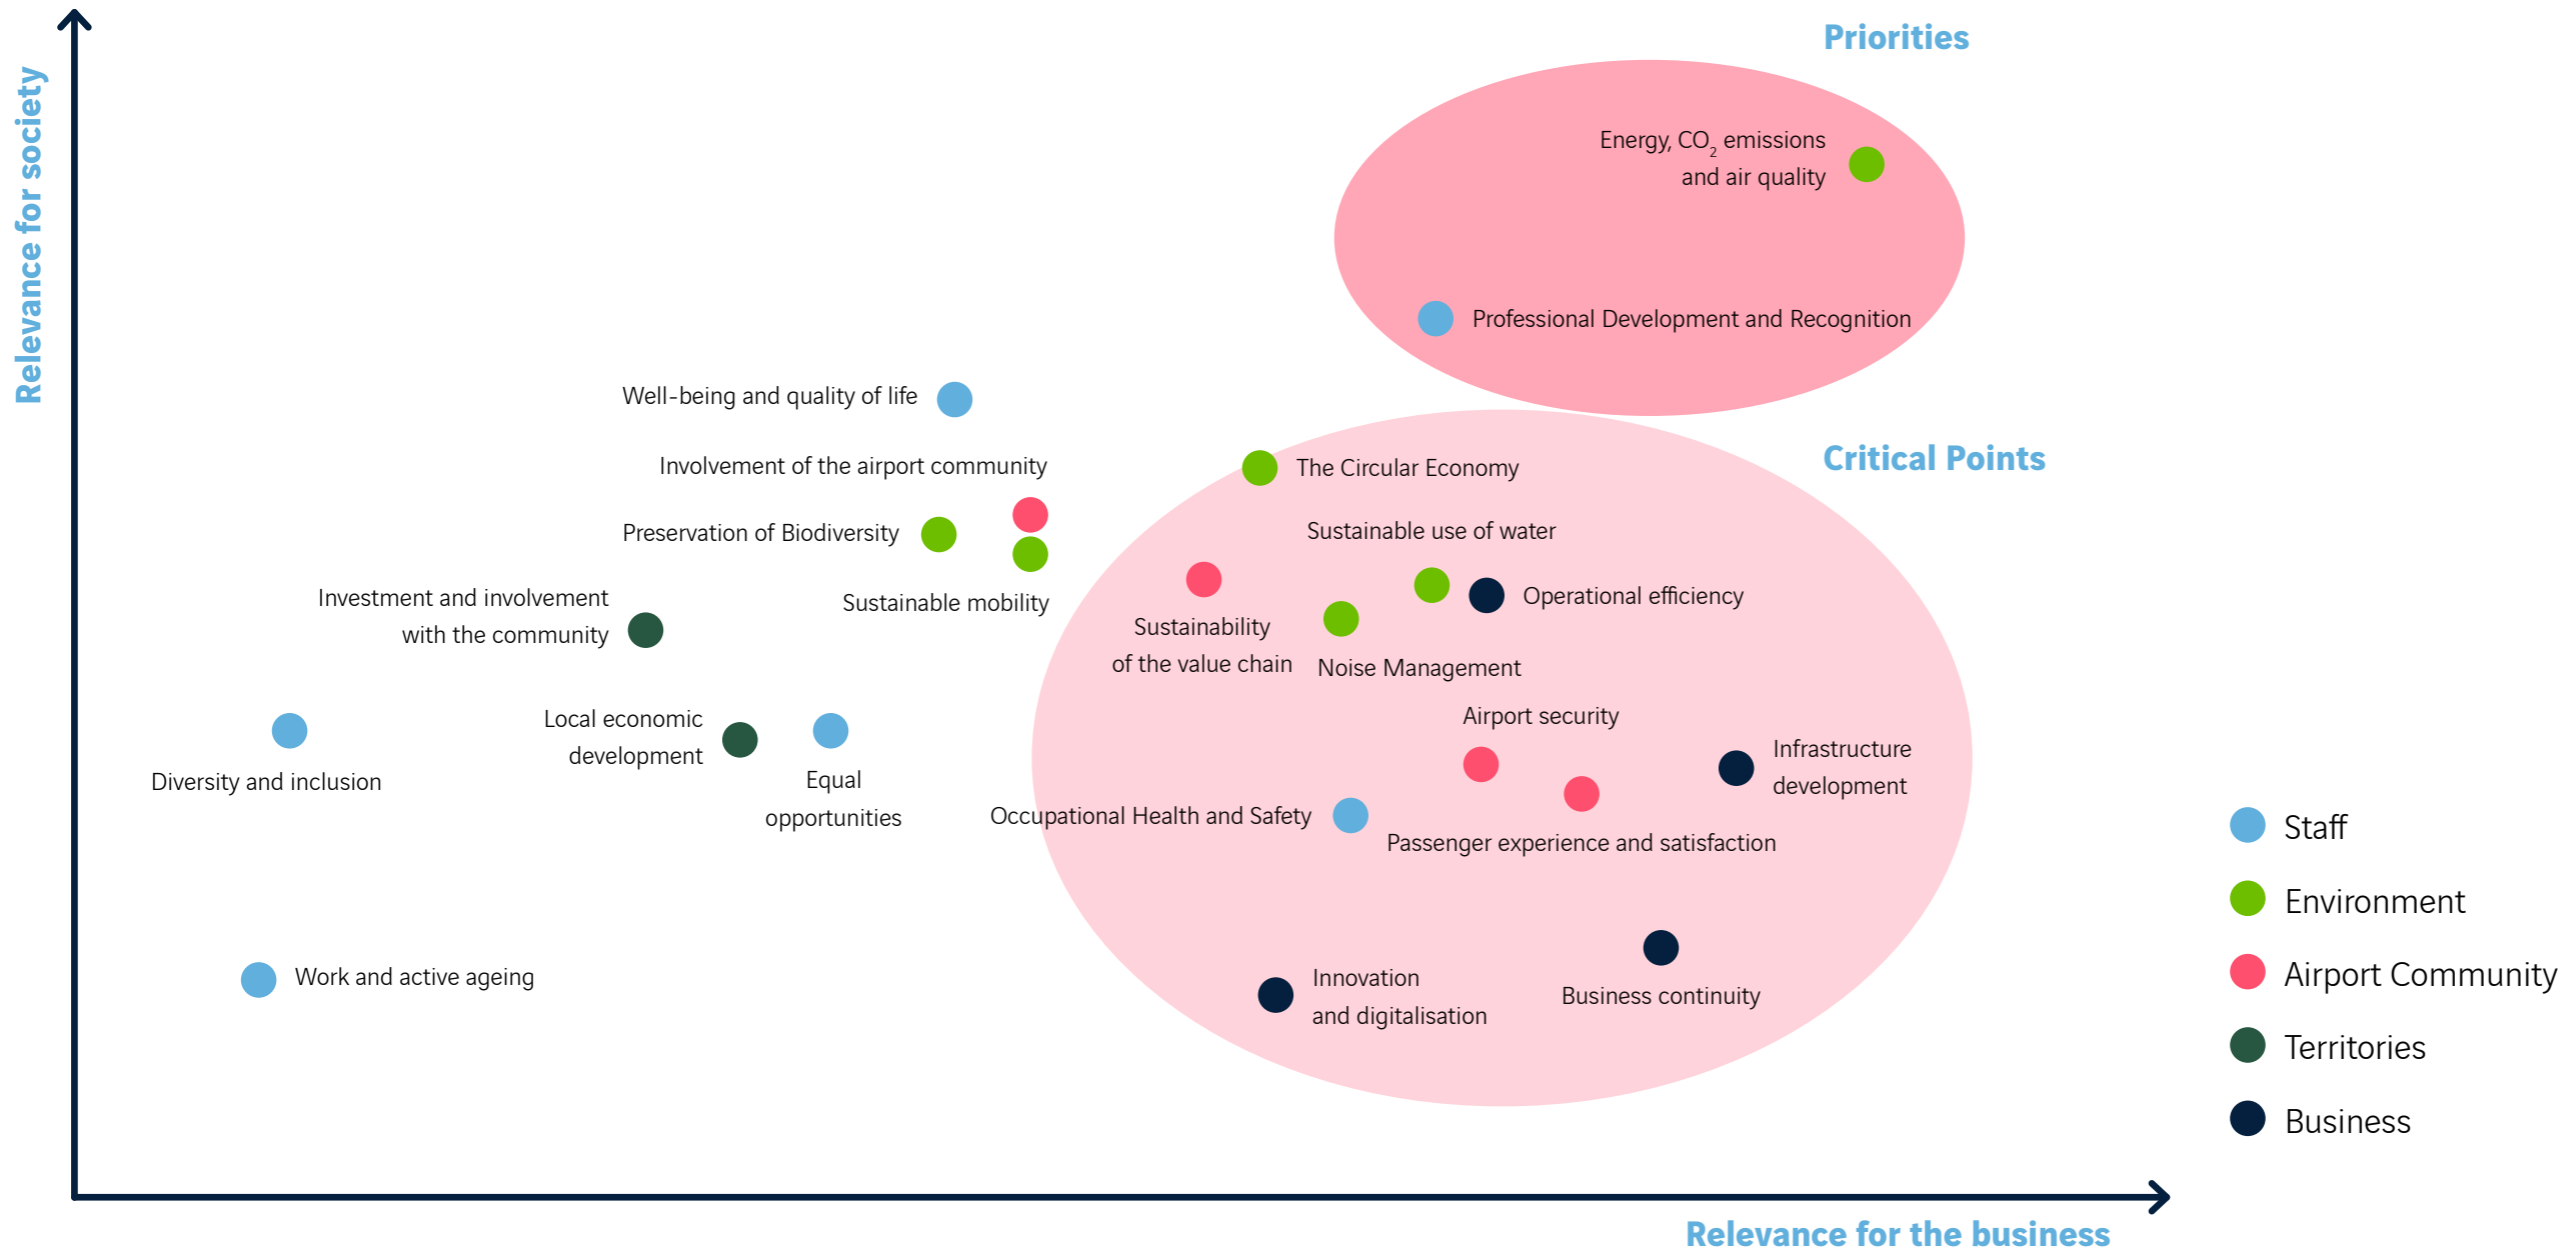 Relevance for society
Priorities
Energy, CO₂ emissions
and air quality
Professional Development and Recognition
Well-being and quality of life
Critical Points
Involvement of the airport community
The Circular Economy
Preservation of Biodiversity
Sustainable use of water
Investment and involvement
with the community
Sustainable mobility
Operational efficiency
Sustainability
of the value chain
Noise Management
Local economic
development
Airport security
Infrastructure
development
Diversity and inclusion
Equal
opportunities
Occupational Health and Safety
Passenger experience and satisfaction
Work and active ageing
Innovation
and digitalisation
Business continuity
Staff
Environment
Airport Community
Territories
Business
Relevance for the business